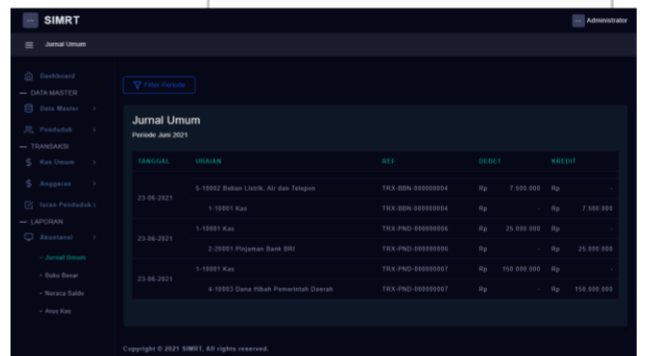 SIMRT
Administrator
Jurnal Umum
Dashboard
DATA MASTER
Data Master
Penduduk
TRANSAKSI
Kas Umum
Anggaran
Iuran Penduduk
LAPORAN
Akuntansi
Jurnal Umum
Buku Besar
Neraca Saldo
Arus Kas
Filter Periode
Jurnal Umum
Periode Juni 2021
TANGGAL URAIAN REF DEBET KREDIT
23-06-2021
5-10002 Beban Listrik, Air dan Telepon TRX-BBN-000000004 Rp 7.500.000 Rp -
1-10001 Kas TRX-BBN-000000004 Rp - Rp 7.500.000
23-06-2021
1-10001 Kas TRX-PND-000000006 Rp 25.000.000 Rp -
2-20001 Pinjaman Bank BRI TRX-PND-000000006 Rp - Rp 25.000.000
23-06-2021
1-10001 Kas TRX-PND-000000007 Rp 150.000.000 Rp -
4-10003 Dana Hibah Pemerintah Daerah TRX-PND-000000007 Rp - Rp 150.000.000
Copyright © 2021 SIMRT, All rights reserved.